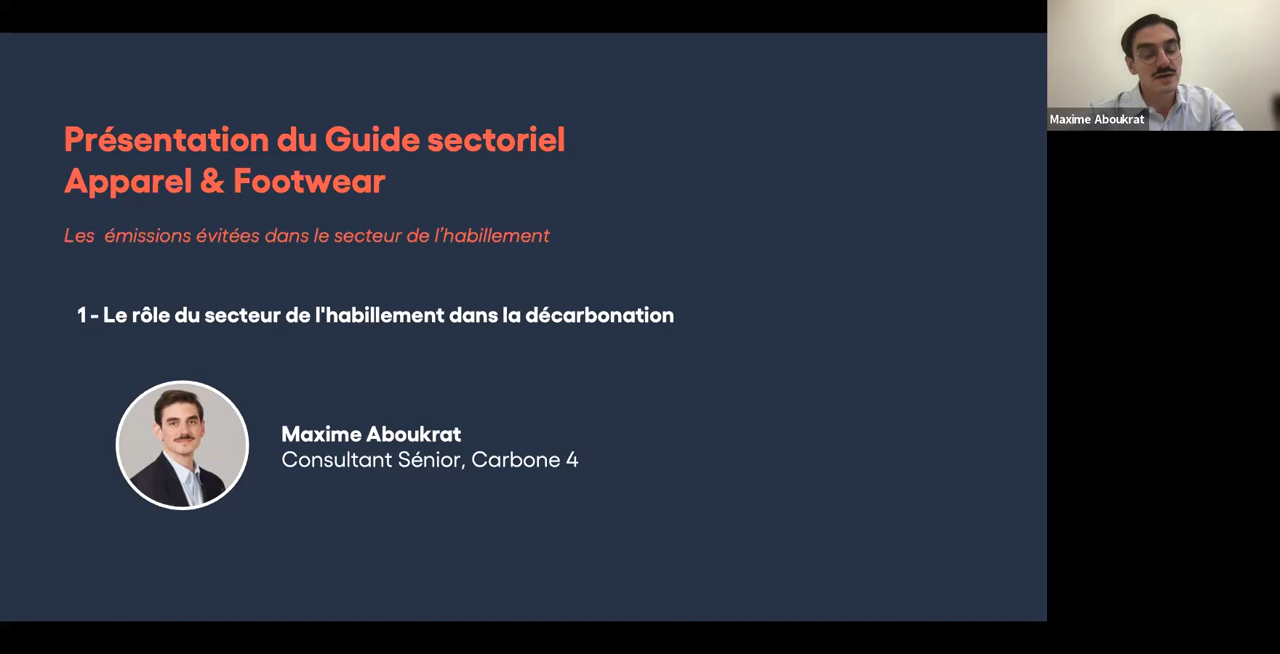 Présentation du Guide sectoriel
Apparel & Footwear
Les émissions évitées dans le secteur de l’habillement
1 - Le rôle du secteur de l'habillement dans la décarbonation
Maxime Aboukrat
Consultant Sénior, Carbone 4
Maxime Aboukrat